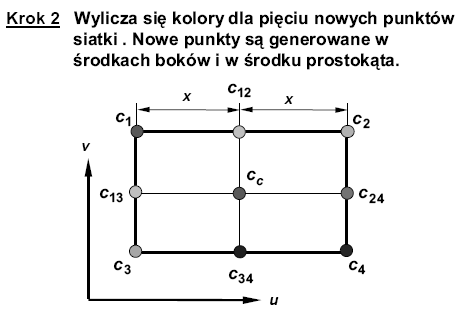 Krok 2 Wylicza się kolory dla pięciu nowych punktów
siatki . Nowe punkty są generowane w
środkach boków i w środku prostokąta.
c12
x x
c1 c2
v
cc
c13 c24
c3 c34 c4
u